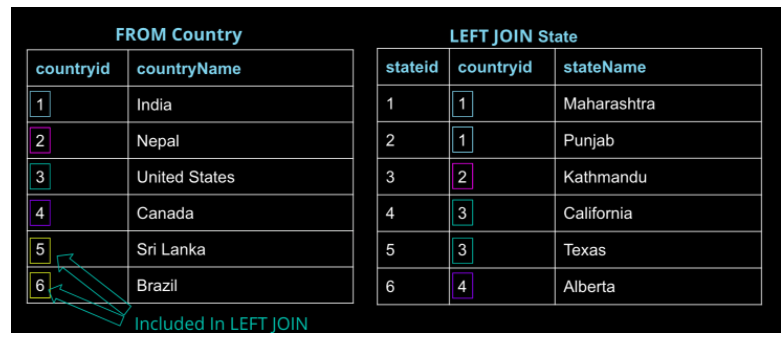 FROM Country
countryid countryName
1 India
2 Nepal
3 United States
4 Canada
5 Sri Lanka
6 Brazil
Included In LEFT JOIN
LEFT JOIN State
stateid countryid stateName
1 1 Maharashtra
2 1 Punjab
3 2 Kathmandu
4 3 California
5 3 Texas
6 4 Alberta